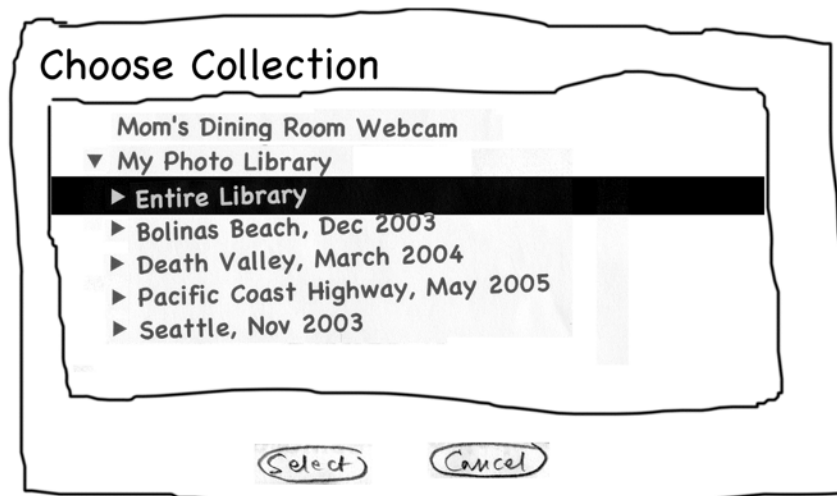 Choose Collection
Mom's Dining Room Webcam
My Photo Library
Entire Library
Bolinas Beach, Dec 2003
Death Valley, March 2004
Pacific Coast Highway, May 2005
Seattle, Nov 2003
Select Cancel